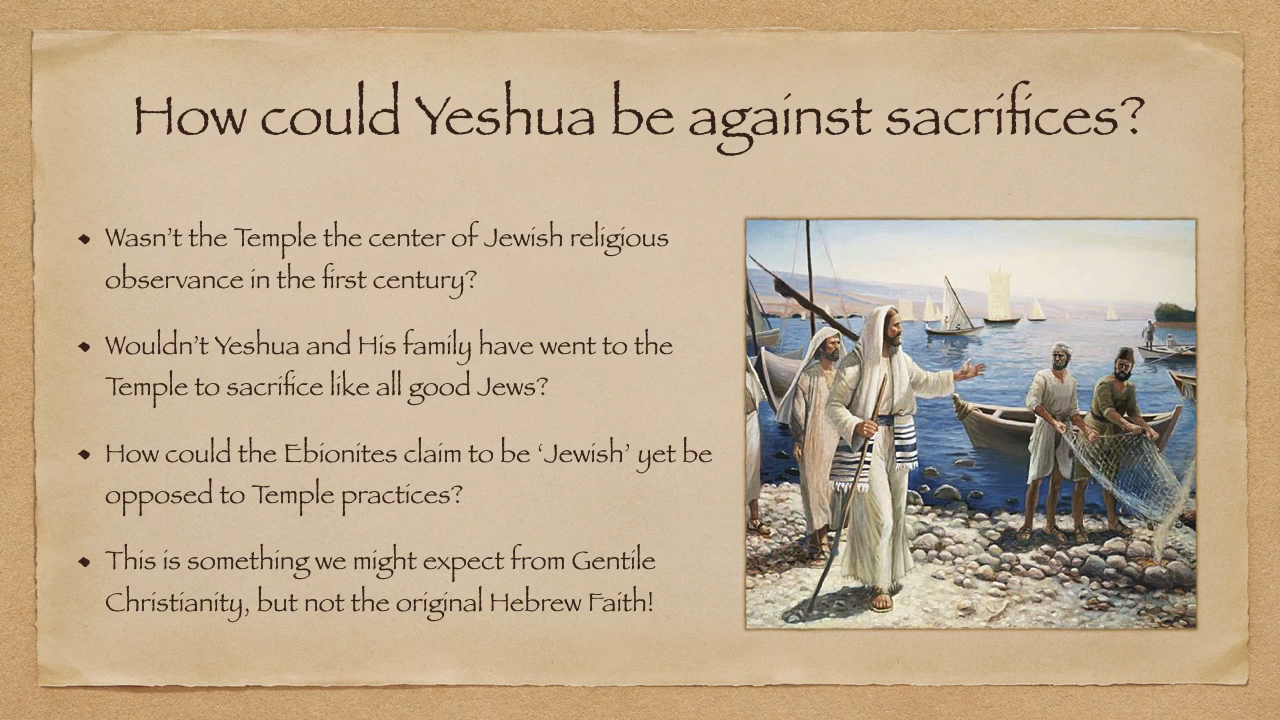 How could Yeshua be against sacrifices?
• Wasn't the Temple the center of Jewish religious
observance in the first century?
• Wouldn't Yeshua and His family have went to the
Temple to sacrifice like all good Jews?
• How could the Ebionites claim to be ‘Jewish’ yet be
opposed to Temple practices?
• This is something we might expect from Gentile
Christianity, but not the original Hebrew Faith!